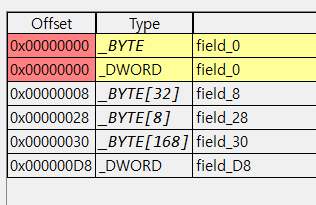 Offset Type
0x00000000 _BYTE field_0
0x00000000 _DWORD field_0
0x00000008 _BYTE[32] field_8
0x00000028 _BYTE[8] field_28
0x00000030 _BYTE[168] field_30
0x000000D8 _DWORD field_D8